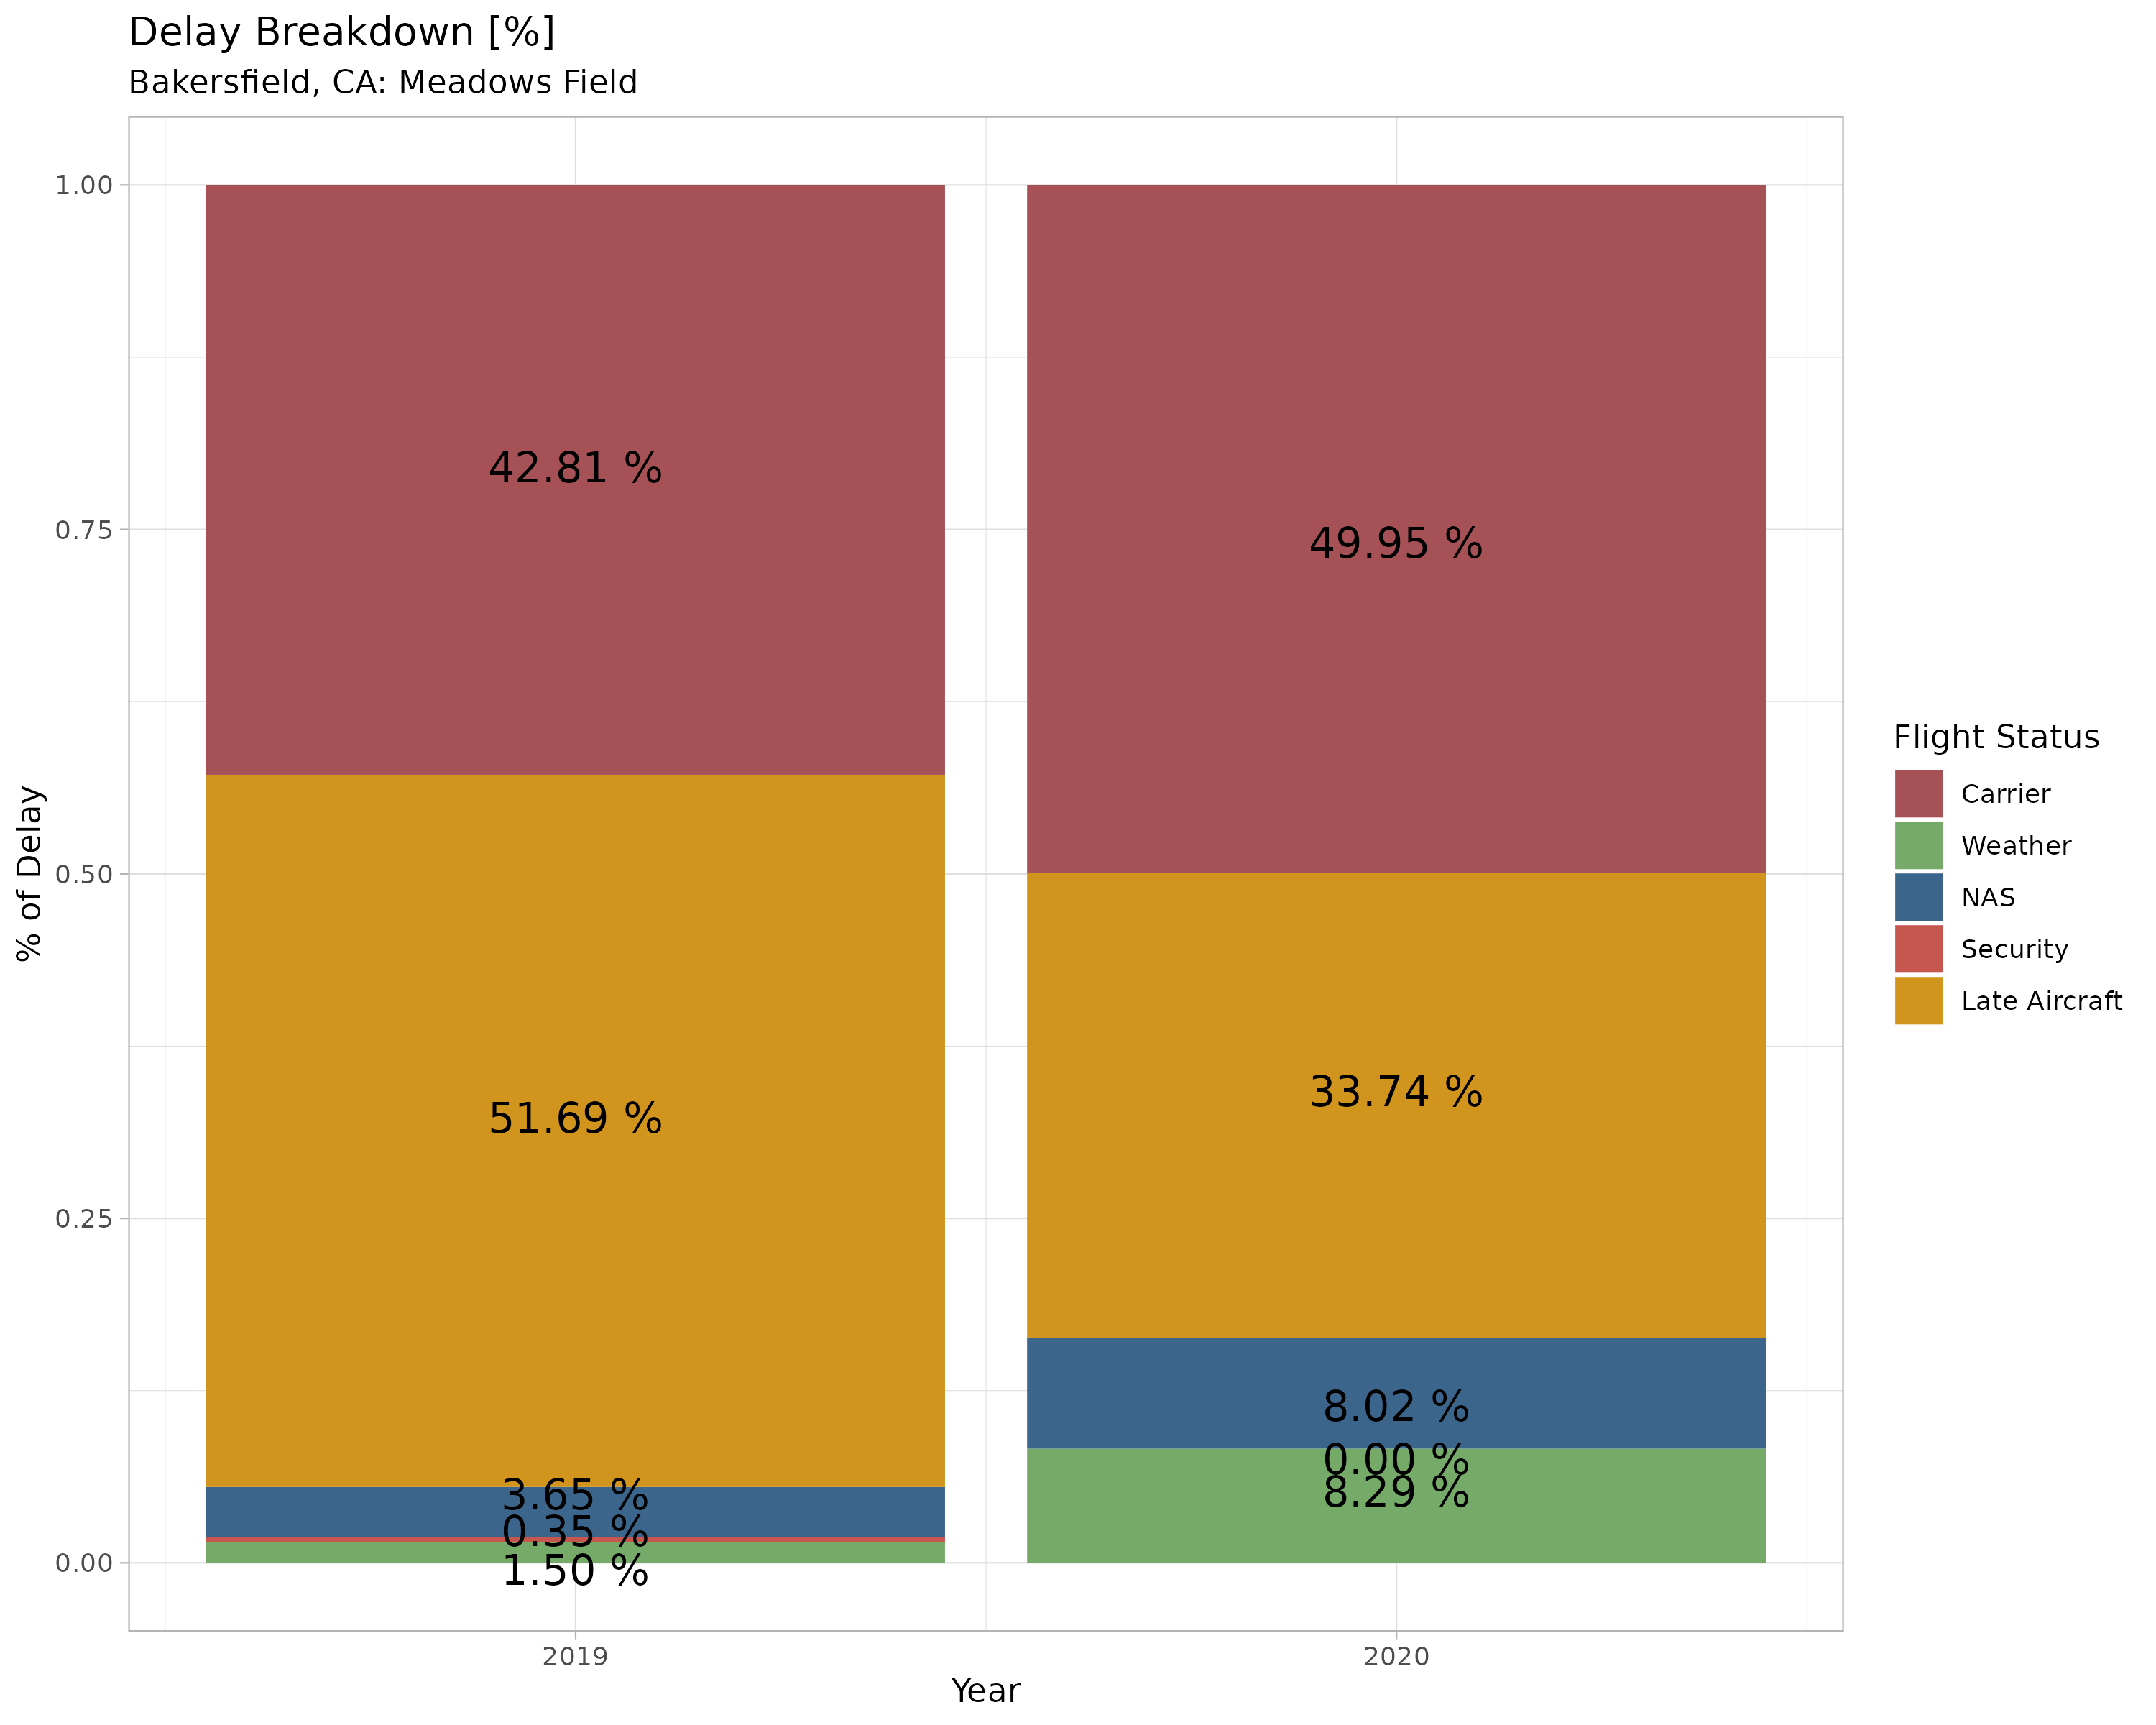 Delay Breakdown [%]
Bakersfield, CA: Meadows Field
% of Delay
1.00
0.75
0.50
0.25
0.00
42.81 %
51.69 %
3.65 %
0.35 %
1.50 %
49.95 %
33.74 %
8.02 %
0.00 %
8.29 %
2019
2020
Year
Flight Status
Carrier
Weather
NAS
Security
Late Aircraft